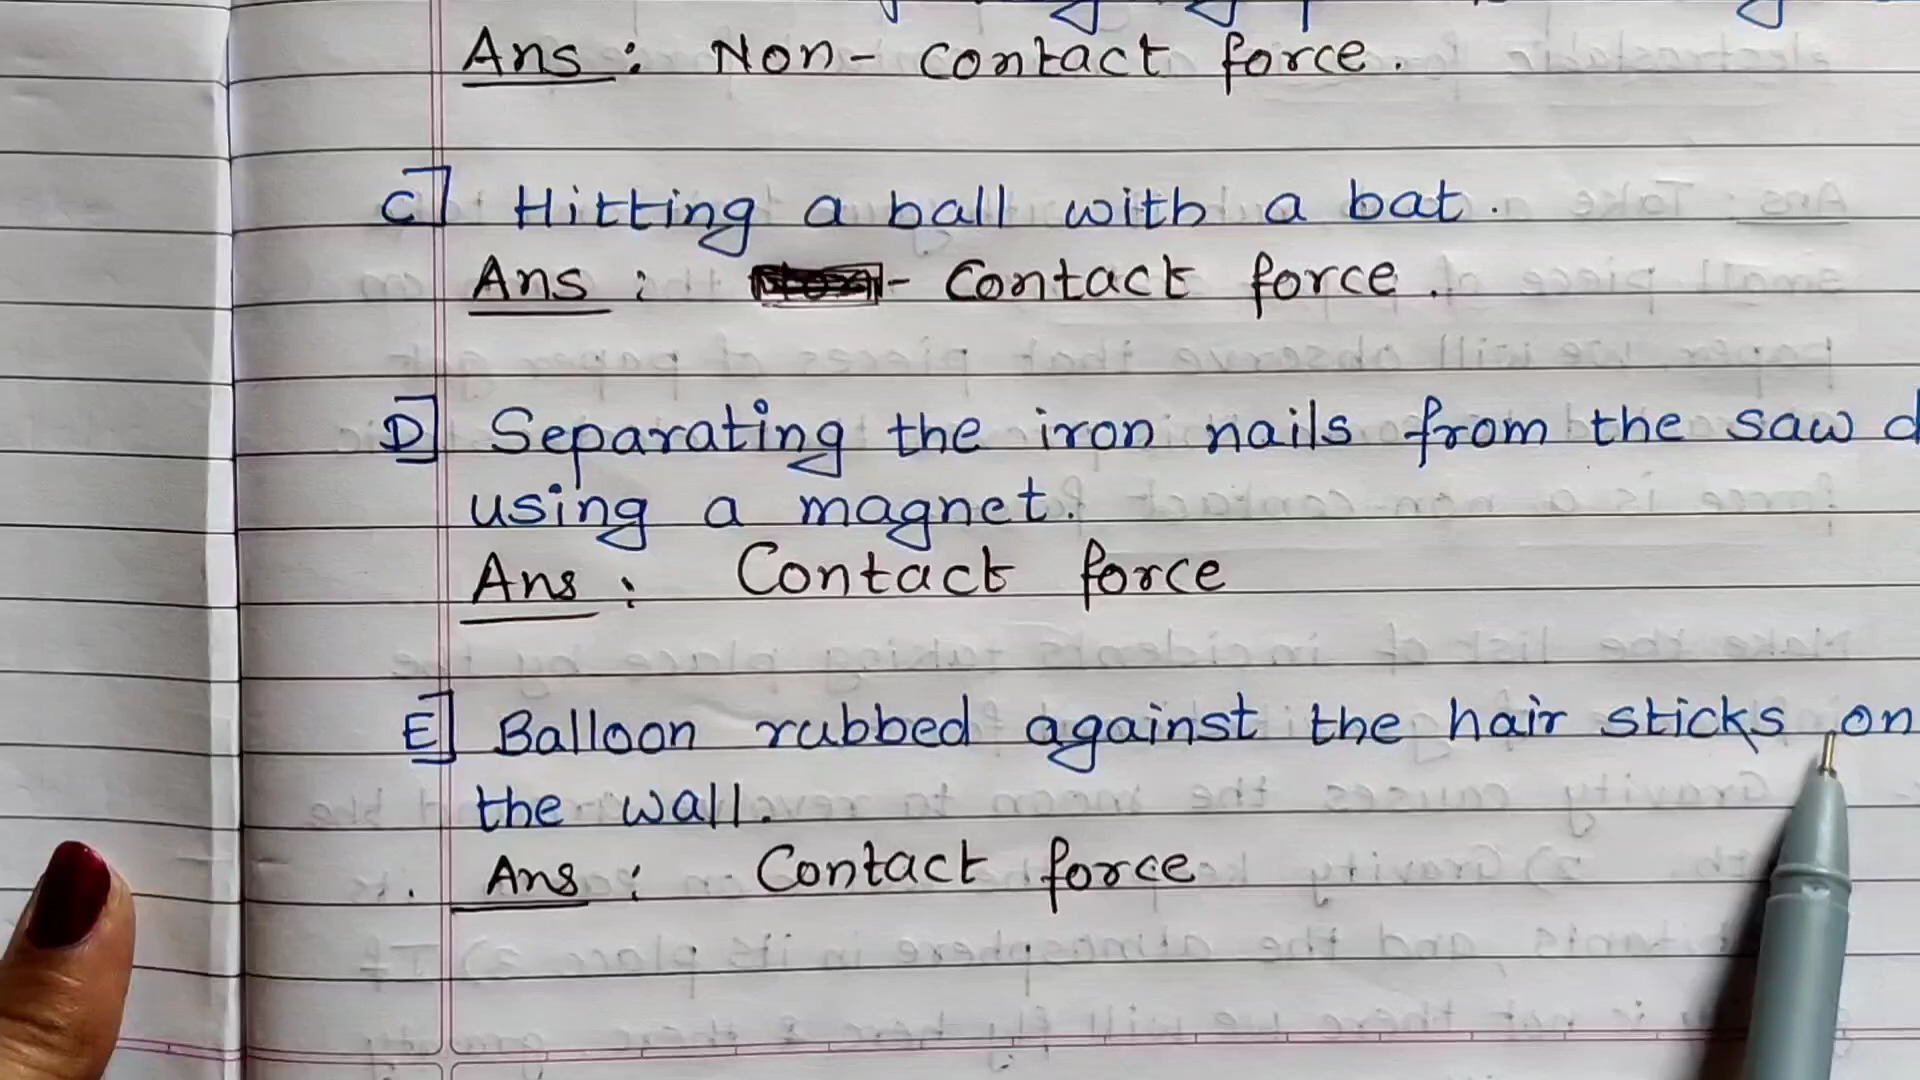 Ans : Non- contact force.
C] Hitting a ball with a bat.
Ans : - Contact force.
D] Separating the iron nails from the saw d
using a magnet.
Ans : Contact force
E] Balloon rubbed against the hair sticks on
the wall.
Ans : Contact force